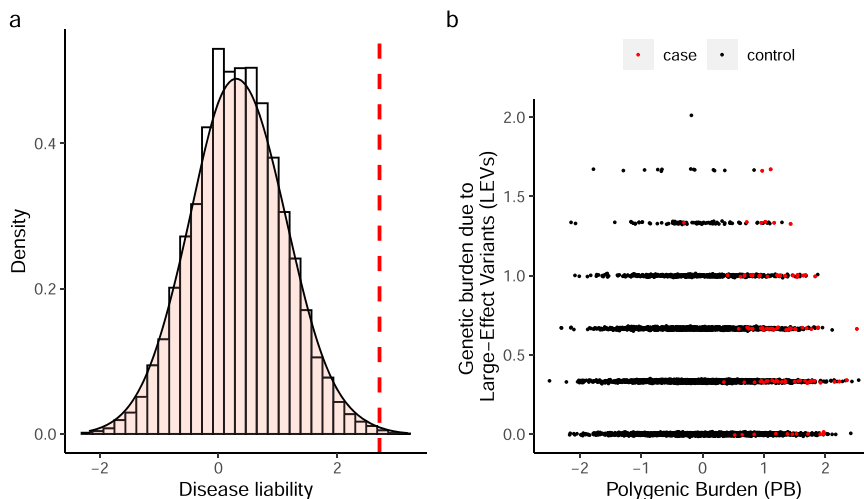 a
Density
0.4
0.2
0.0
−2
0
2
Disease liability
b
case
control
Genetic burden due to
Large−Effect Variants (LEVs)
2.0
1.5
1.0
0.5
0.0
−2
−1
0
1
2
Polygenic Burden (PB)